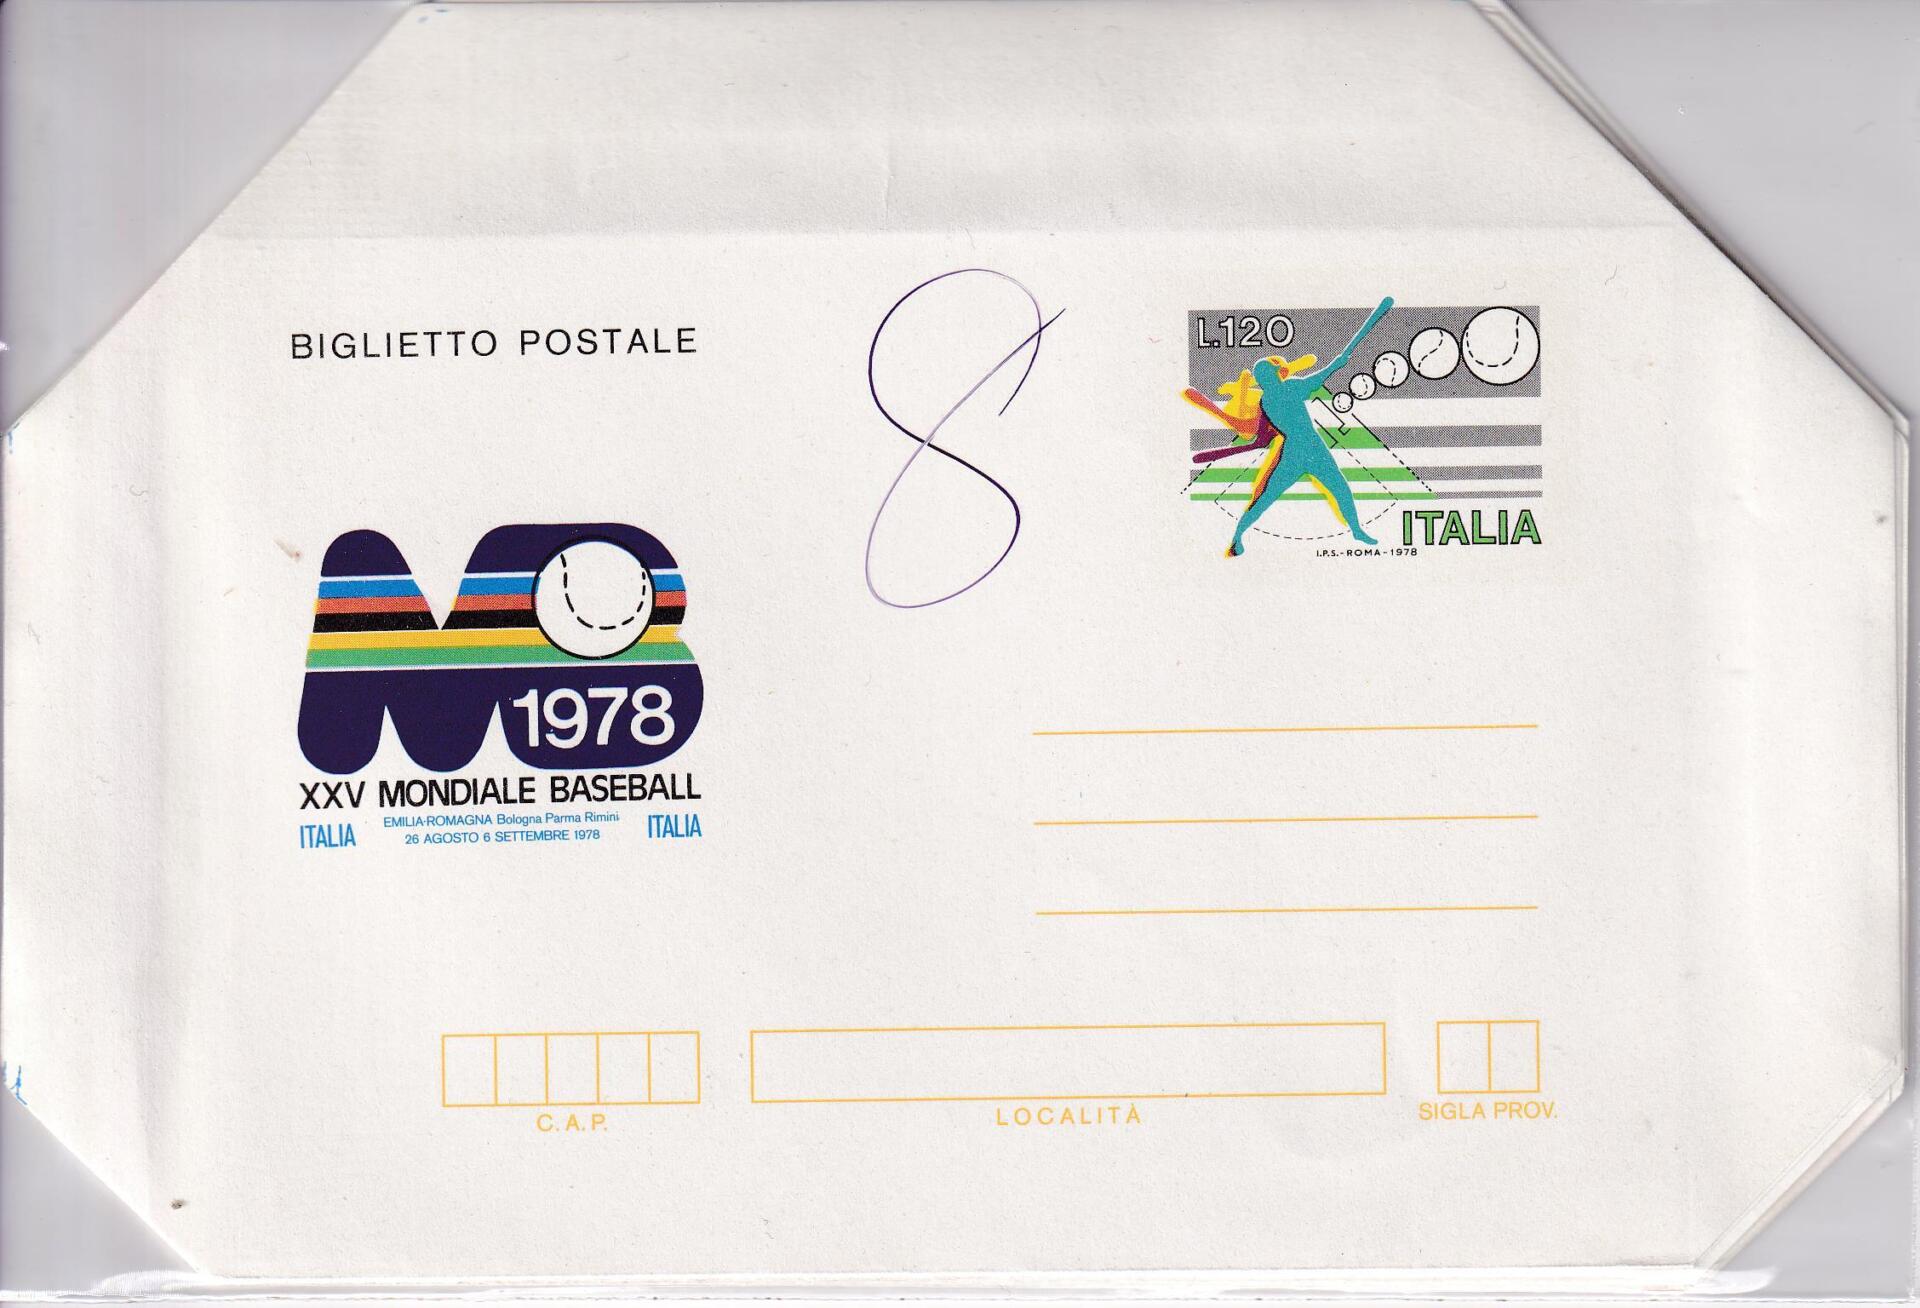 BIGLIETTO POSTALE
8
L.120
ITALIA
I.P.S.-ROMA-1978
1978
XXV MONDIALE BASEBALL
ITALIA EMILIA-ROMAGNA Bologna Parma Rimini ITALIA
26 AGOSTO 6 SETTEMBRE 1978
C.A.P.
LOCALITÀ
SIGLA PROV.